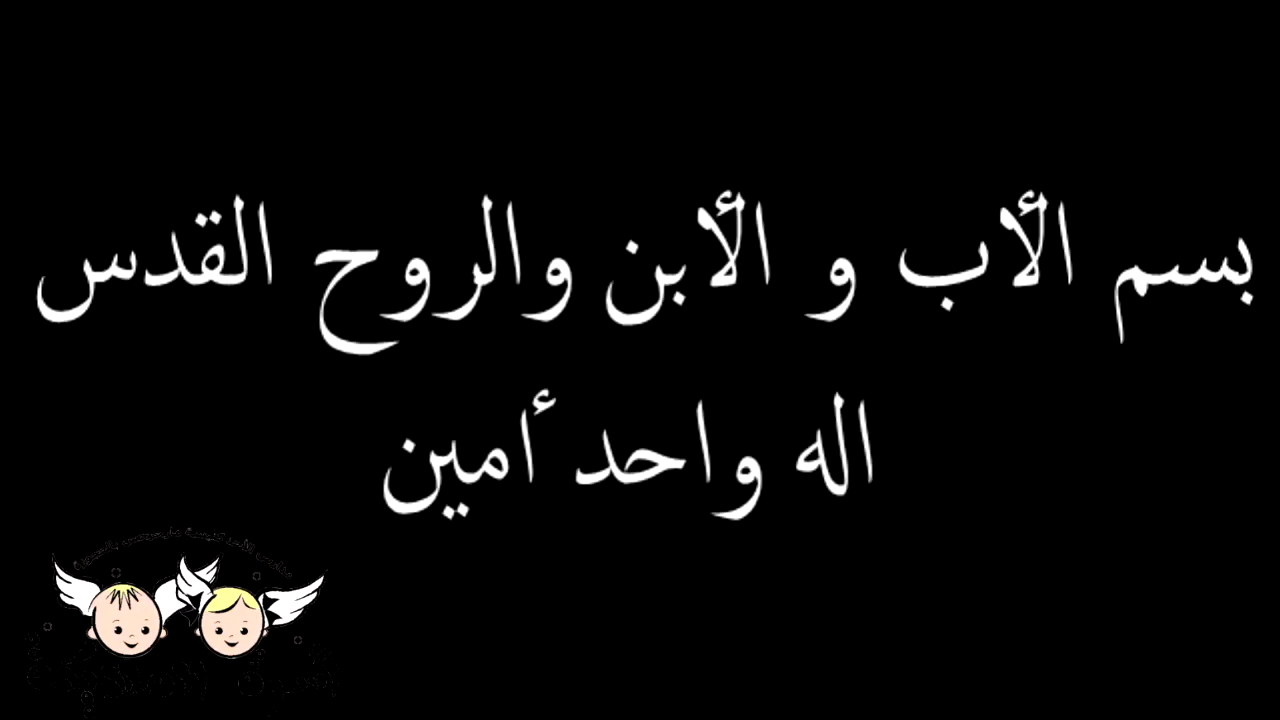 بسم الأب و الأبن والروح القدس
اله واحد أمين